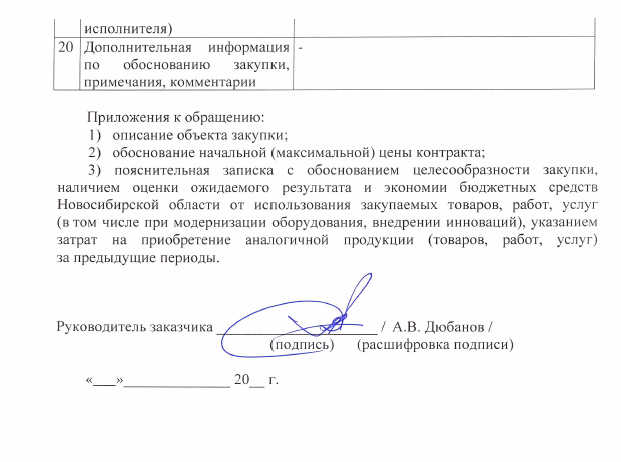 исполнителя)
20 Дополнительная информация -
по обоснованию закупки,
примечания, комментарии
Приложения к обращению:
1) описание объекта закупки;
2) обоснование начальной (максимальной) цены контракта;
3) пояснительная записка с обоснованием целесообразности закупки,
наличием оценки ожидаемого результата и экономии бюджетных средств
Новосибирской области от использования закупаемых товаров, работ, услуг
(в том числе при модернизации оборудования, внедрении инноваций), указанием
затрат на приобретение аналогичной продукции (товаров, работ, услуг)
за предыдущие периоды.
Руководитель заказчика ______________________ / А.В. Дюбанов /
(подпись) (расшифровка подписи)
«___»_______________ 20__ г.